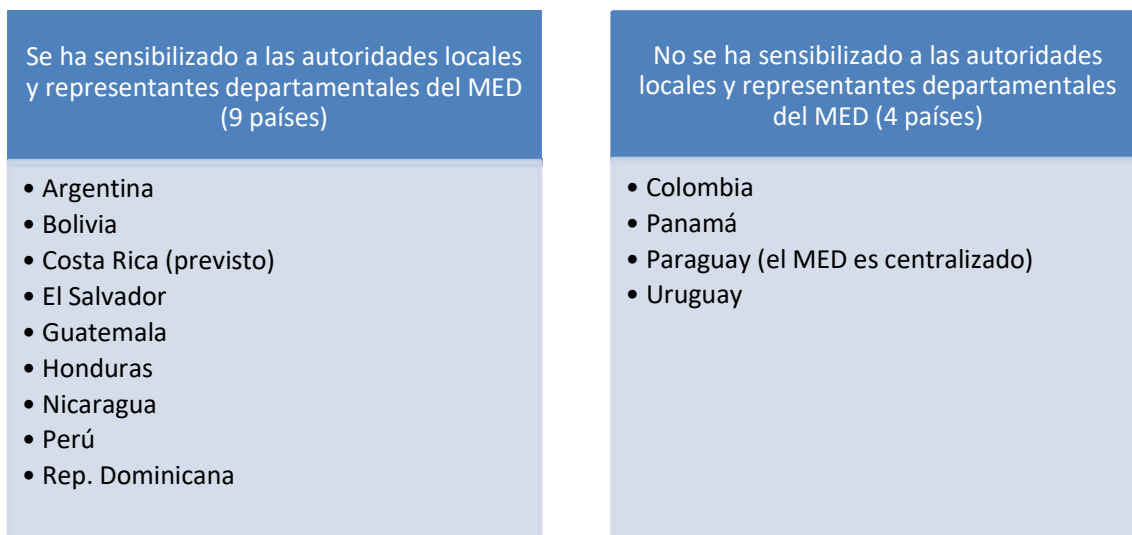 Se ha sensibilizado a las autoridades locales
y representantes departamentales del MED
(9 países)
• Argentina
• Bolivia
• Costa Rica (previsto)
• El Salvador
• Guatemala
• Honduras
• Nicaragua
• Perú
• Rep. Dominicana
No se ha sensibilizado a las autoridades
locales y representantes departamentales
del MED (4 países)
• Colombia
• Panamá
• Paraguay (el MED es centralizado)
• Uruguay